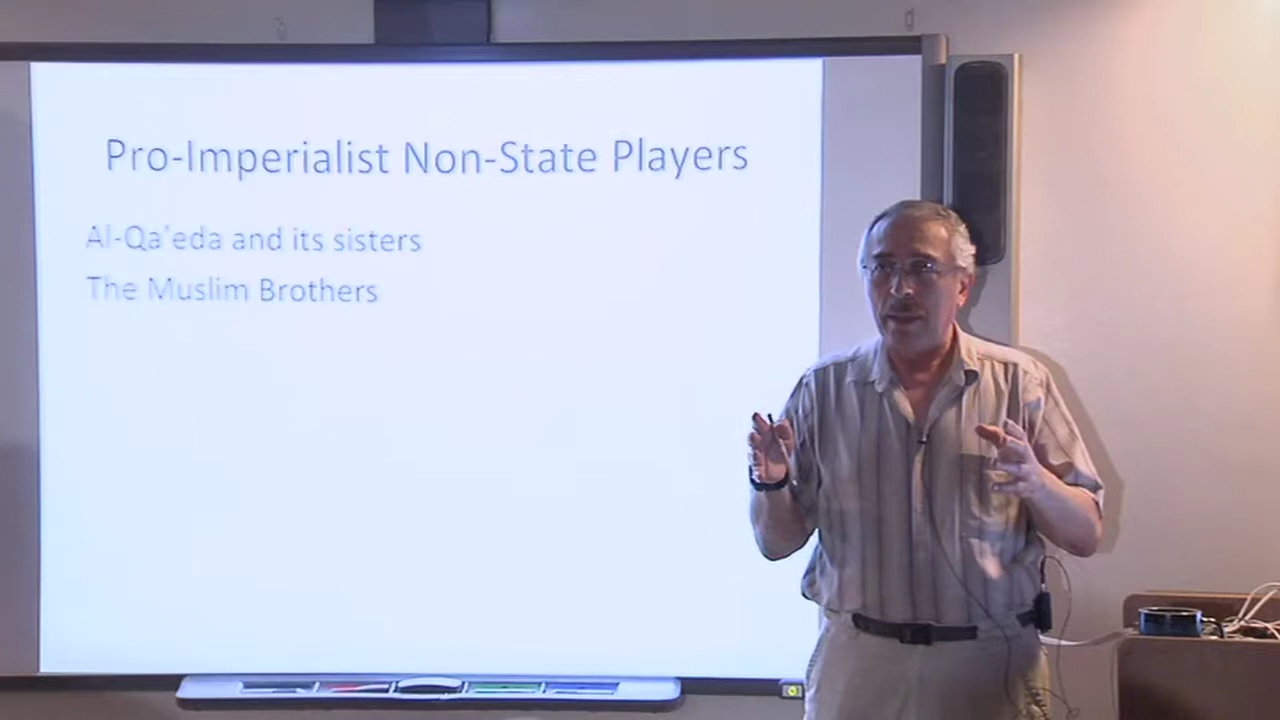 Pro-Imperialist Non-State Players
Al-Qa'eda and its sisters
The Muslim Brothers